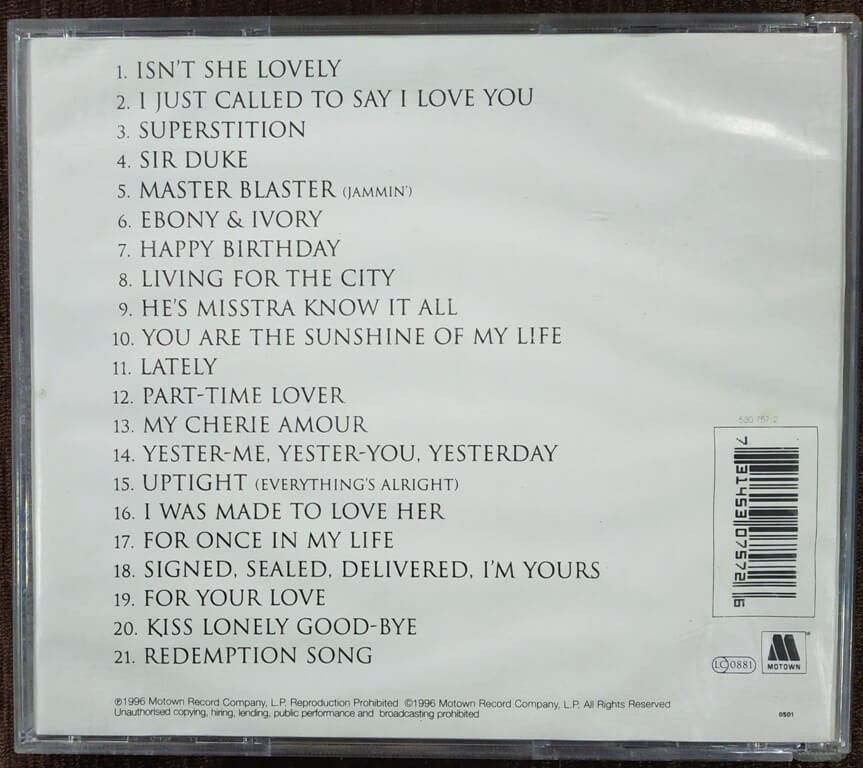 1. ISN'T SHE LOVELY
2. I JUST CALLED TO SAY I LOVE YOU
3. SUPERSTITION
4. SIR DUKE
5. MASTER BLASTER (JAMMIN')
6. EBONY & IVORY
7. HAPPY BIRTHDAY
8. LIVING FOR THE CITY
9. HE'S MISSTRA KNOW IT ALL
10. YOU ARE THE SUNSHINE OF MY LIFE
11. LATELY
12. PART-TIME LOVER
13. MY CHERIE AMOUR
14. YESTER-ME, YESTER-YOU, YESTERDAY
15. UPTIGHT (EVERYTHING'S ALRIGHT)
16. I WAS MADE TO LOVE HER
17. FOR ONCE IN MY LIFE
18. SIGNED, SEALED, DELIVERED, I'M YOURS
19. FOR YOUR LOVE
20. KISS LONELY GOOD-BYE
21. REDEMPTION SONG
530 757-2
7 31453 07572 6
LC 0881
MOTOWN
℗1996 Motown Record Company, L.P. Reproduction Prohibited ©1996 Motown Record Company, L.P. All Rights Reserved
Unauthorised copying, hiring, lending, public performance and broadcasting prohibited
0501